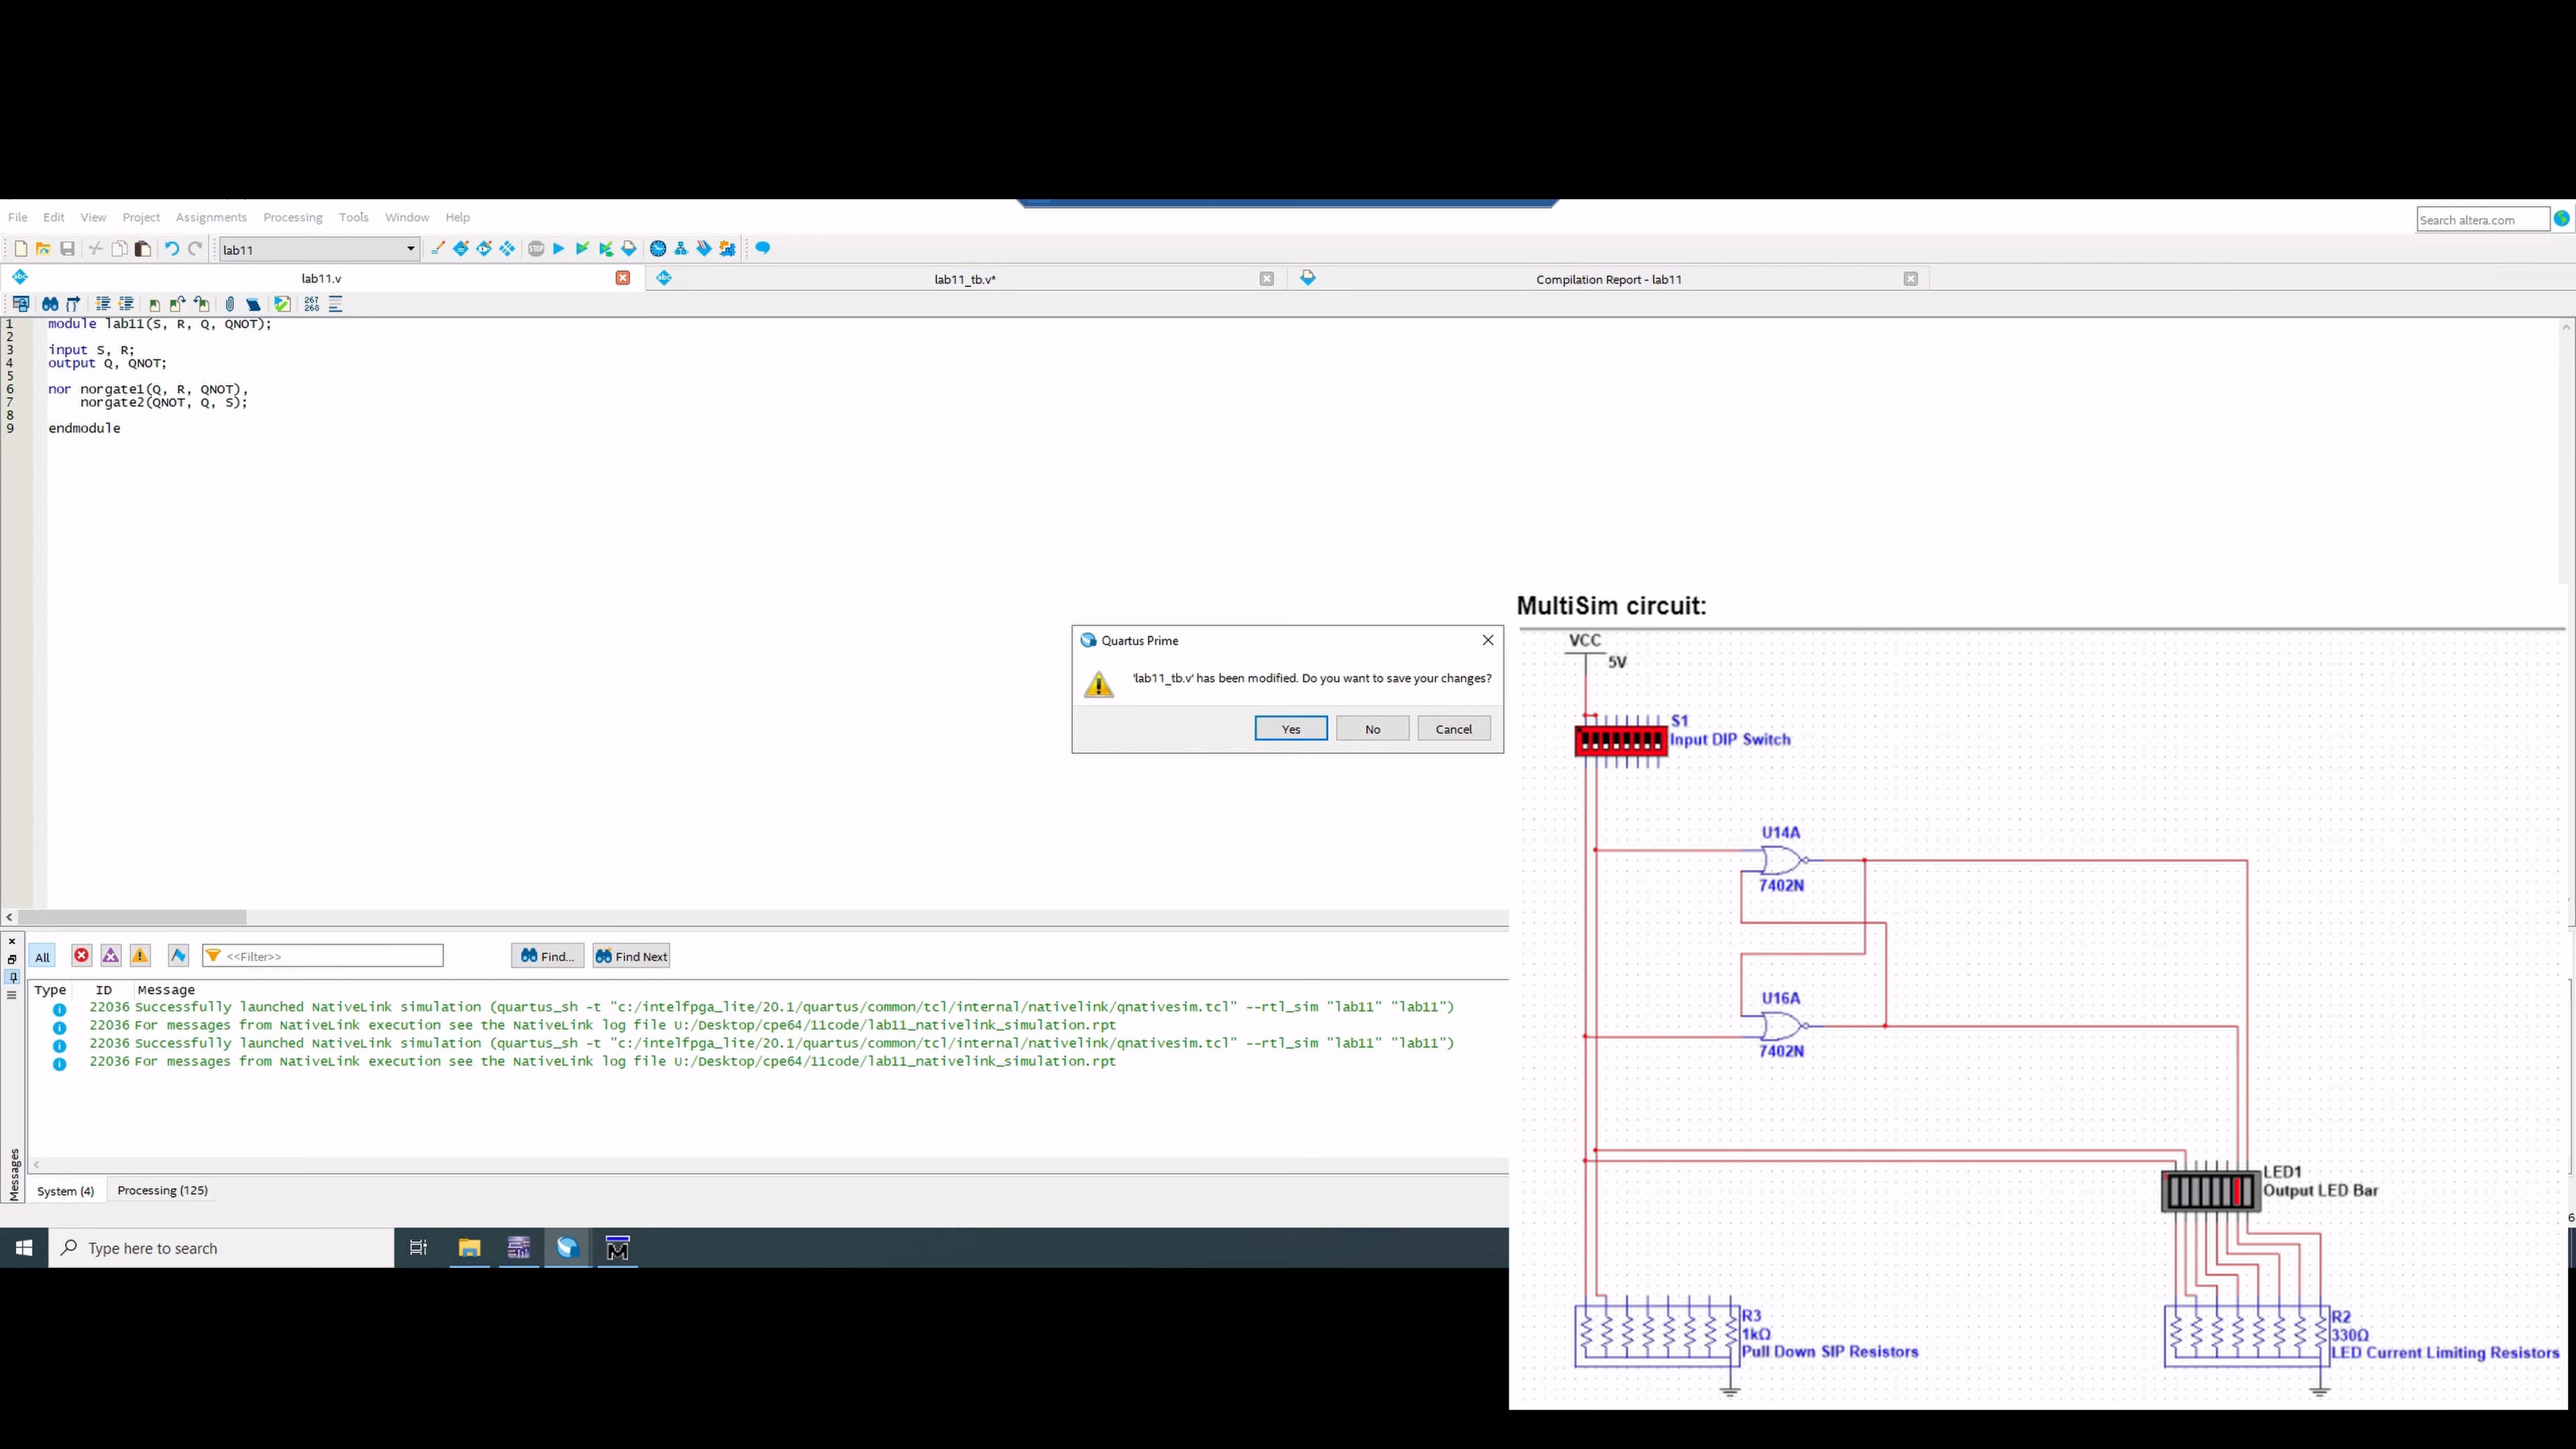 File Edit View Project Assignments Processing Tools Window Help
Search altera.com
lab11
lab11.v
lab11_tb.v*
Compilation Report - lab11
267
268
1 module lab11(S, R, Q, QNOT);
2
3 input S, R;
4 output Q, QNOT;
5
6 nor norgate1(Q, R, QNOT),
7 norgate2(QNOT, Q, S);
8
9 endmodule
Quartus Prime
'lab11_tb.v' has been modified. Do you want to save your changes?
Yes No Cancel
MultiSim circuit:
VCC
5V
S1
Input DIP Switch
U14A
7402N
U16A
7402N
LED1
Output LED Bar
R3
1kΩ
Pull Down SIP Resistors
R2
330Ω
LED Current Limiting Resistors
All
<<Filter>>
Find...
Find Next
Type ID Message
22036 Successfully launched NativeLink simulation (quartus_sh -t "c:/intelfpga_lite/20.1/quartus/common/tcl/internal/nativelink/qnativesim.tcl" --rtl_sim "lab11" "lab11")
22036 For messages from NativeLink execution see the NativeLink log file U:/Desktop/cpe64/11code/lab11_nativelink_simulation.rpt
22036 Successfully launched NativeLink simulation (quartus_sh -t "c:/intelfpga_lite/20.1/quartus/common/tcl/internal/nativelink/qnativesim.tcl" --rtl_sim "lab11" "lab11")
22036 For messages from NativeLink execution see the NativeLink log file U:/Desktop/cpe64/11code/lab11_nativelink_simulation.rpt
Messages
System (4) Processing (125)
Type here to search